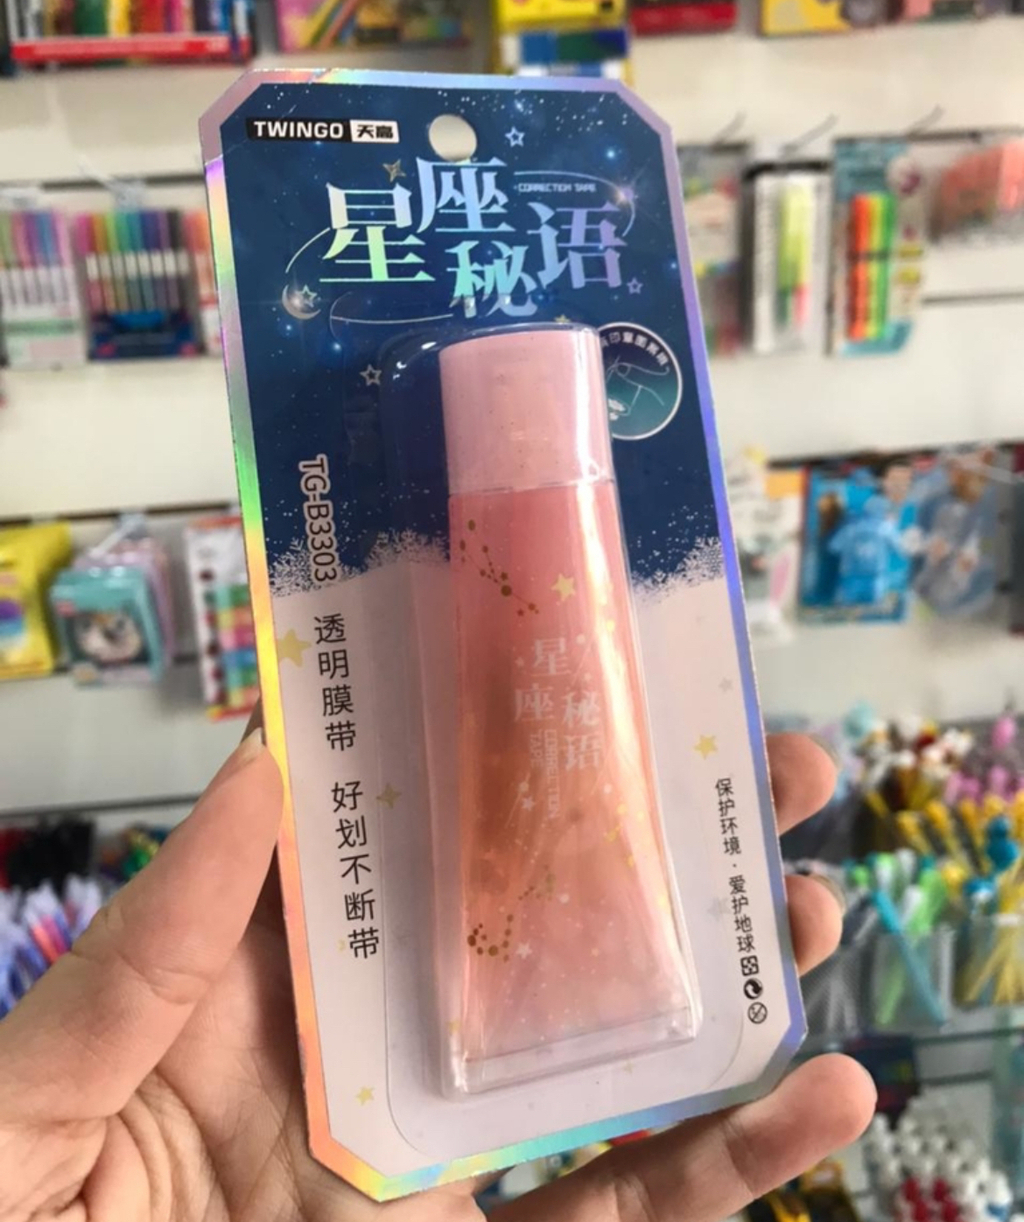 TWINGO 天高
星座秘语
CORRECTION TAPE
TG-B3303
透明膜带 好划不断带
星座
秘语
CORRECTION
TAPE
保护环境·爱护地球